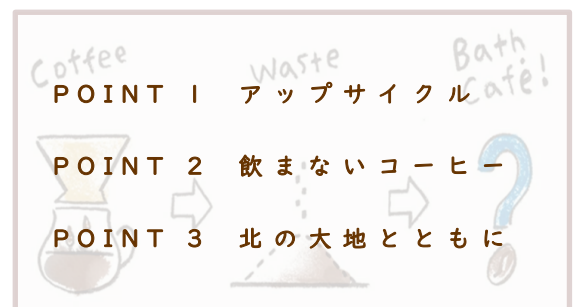 Coffee
Waste
Bath Café!
POINT 1 アップサイクル
POINT 2 飲まないコーヒー
POINT 3 北の大地とともに